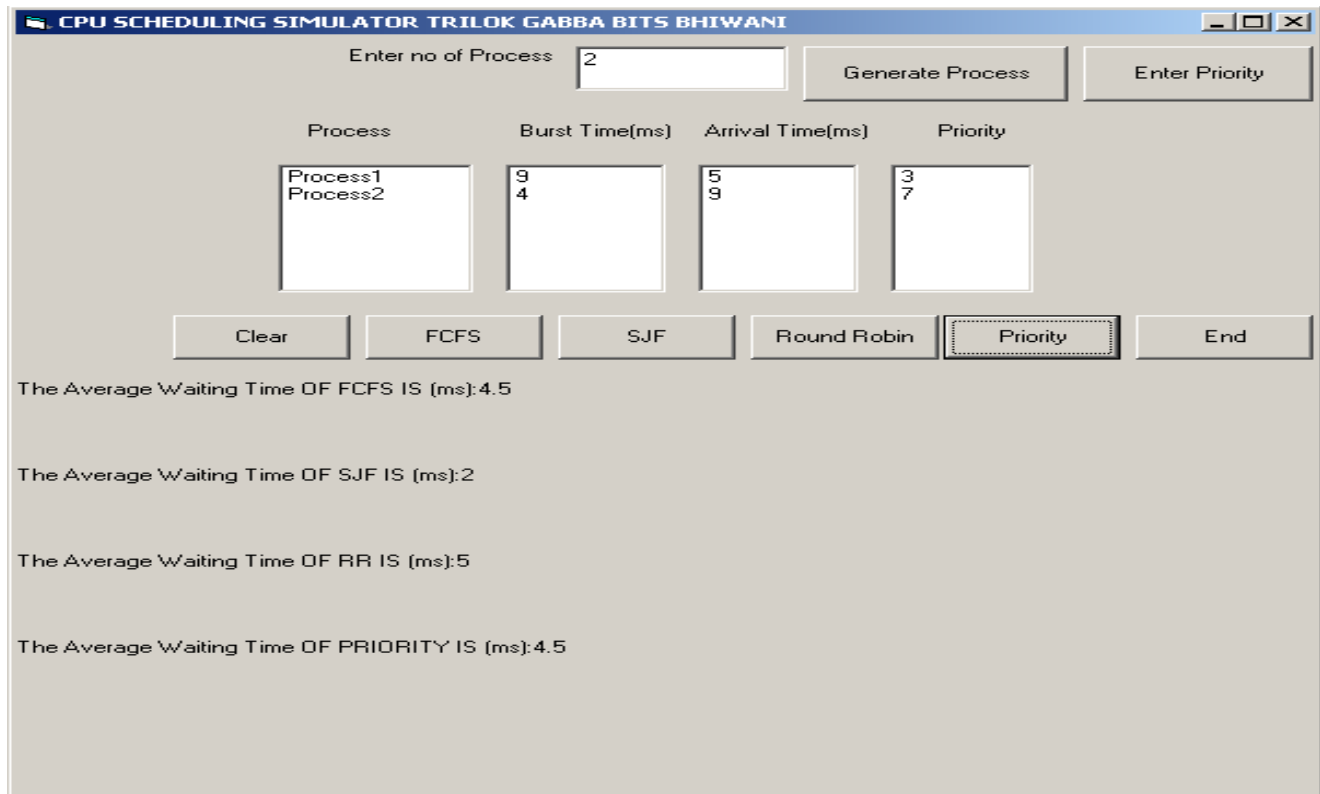 CPU SCHEDULING SIMULATOR TRILOK GABBA BITS BHIWANI
Enter no of Process 2 Generate Process Enter Priority
Process Burst Time(ms) Arrival Time(ms) Priority
Process1 9 5 3
Process2 4 9 7
Clear FCFS SJF Round Robin Priority End
The Average Waiting Time OF FCFS IS (ms):4.5
The Average Waiting Time OF SJF IS (ms):2
The Average Waiting Time OF RR IS (ms):5
The Average Waiting Time OF PRIORITY IS (ms):4.5